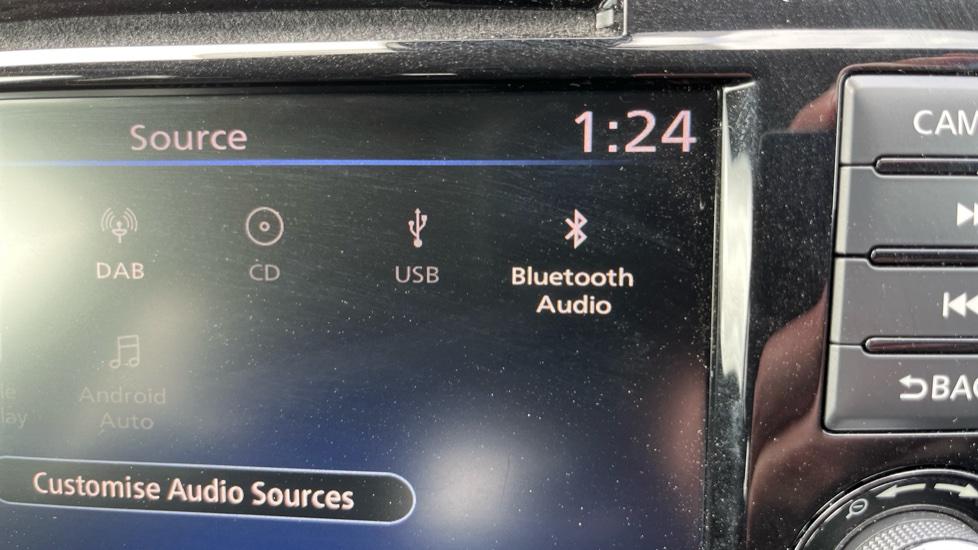 Source
1:24
DAB
CD
USB
Bluetooth
Audio
Android
Auto
Customise Audio Sources